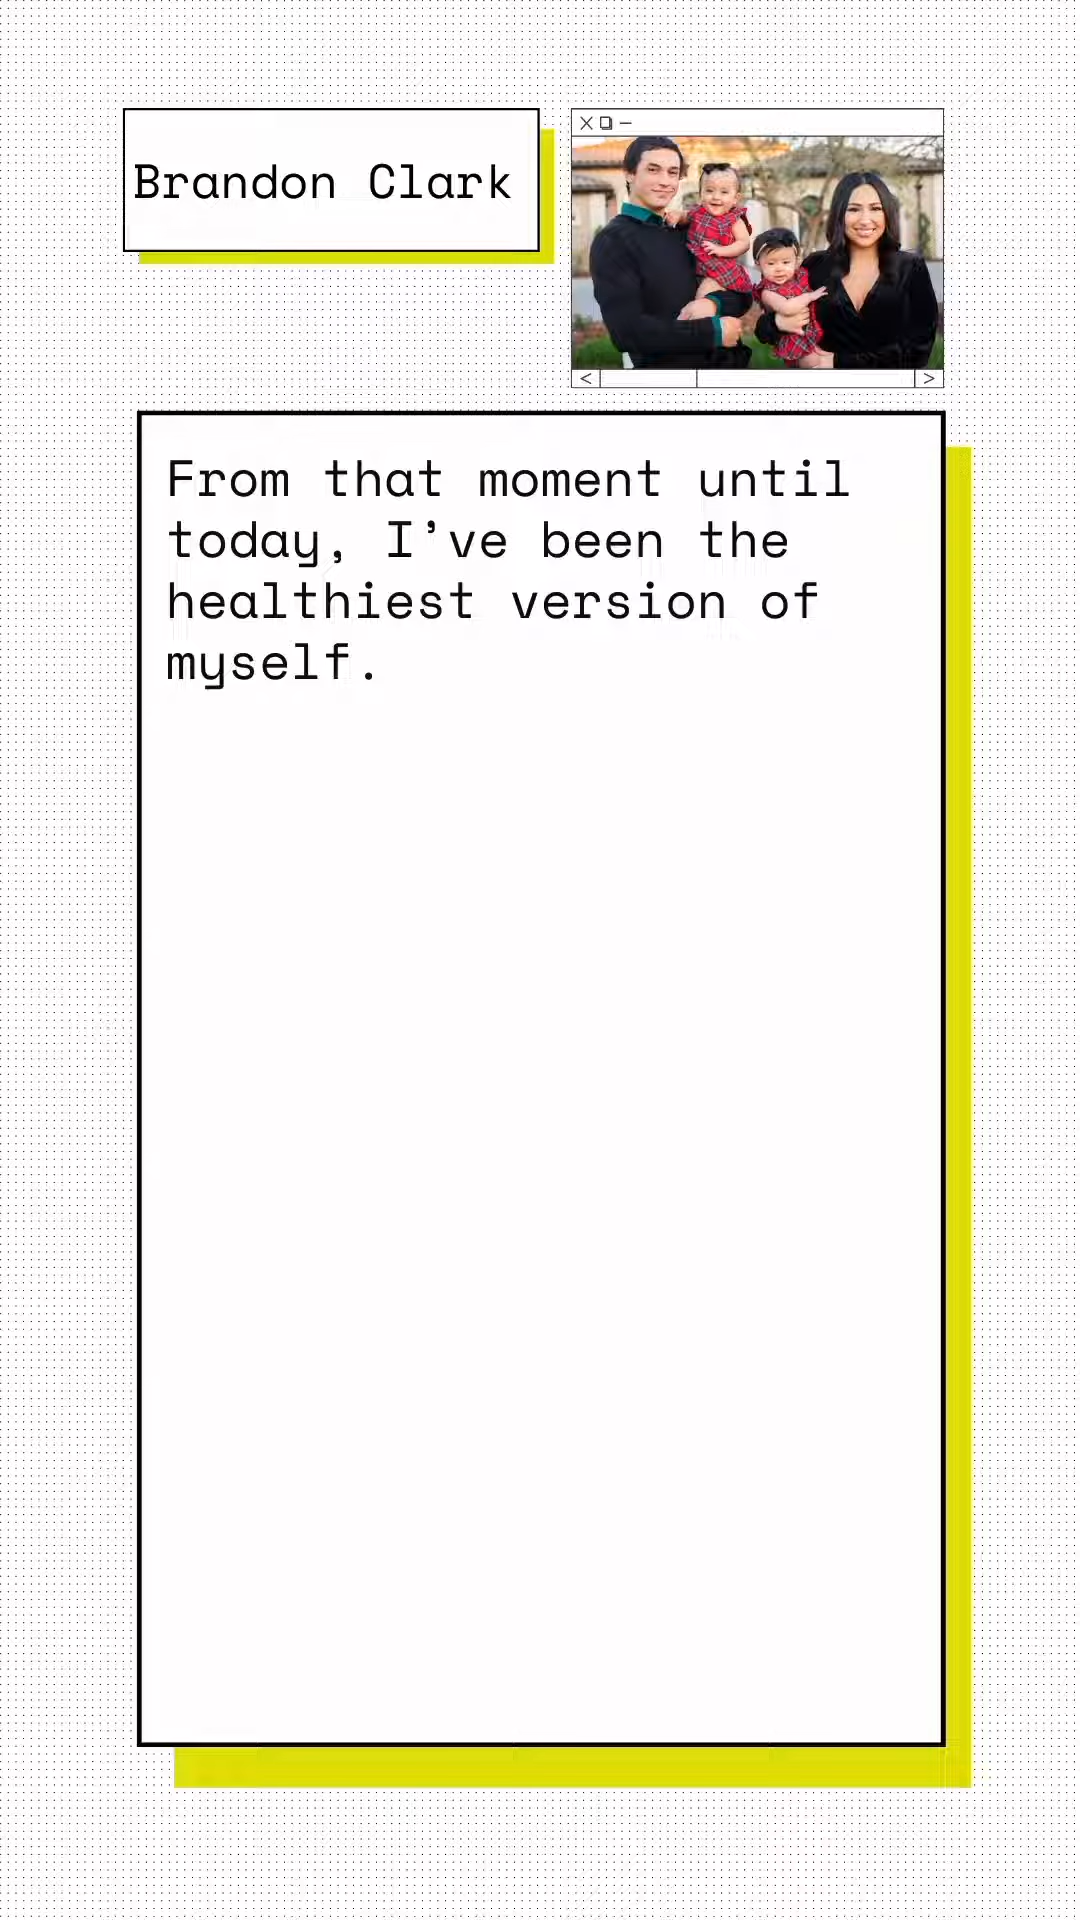 Brandon Clark
From that moment until
today, I’ve been the
healthiest version of
myself.